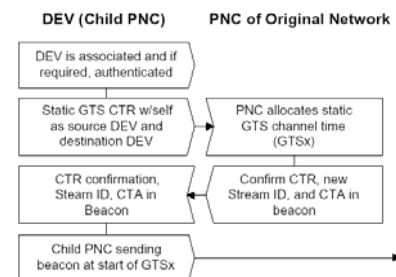 DEV (Child PNC)
PNC of Original Network
DEV is associated and if
required, authenticated
Static GTS CTR w/self
as source DEV and
destination DEV
PNC allocates static
GTS channel time
(GTSx)
CTR confirmation,
Steam ID, CTA in
Beacon
Confirm CTR, new
Stream ID, and CTA in
beacon
Child PNC sending
beacon at start of GTSx